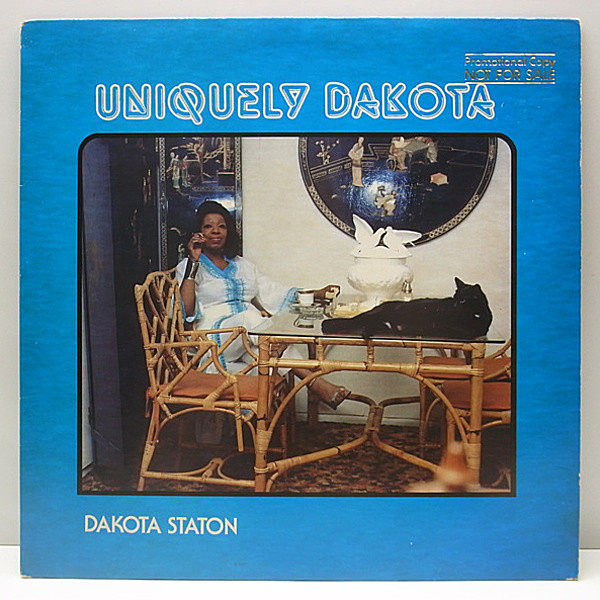 Promotional Copy
NOT FOR SALE
UNIQUELY DAKOTA
DAKOTA STATON